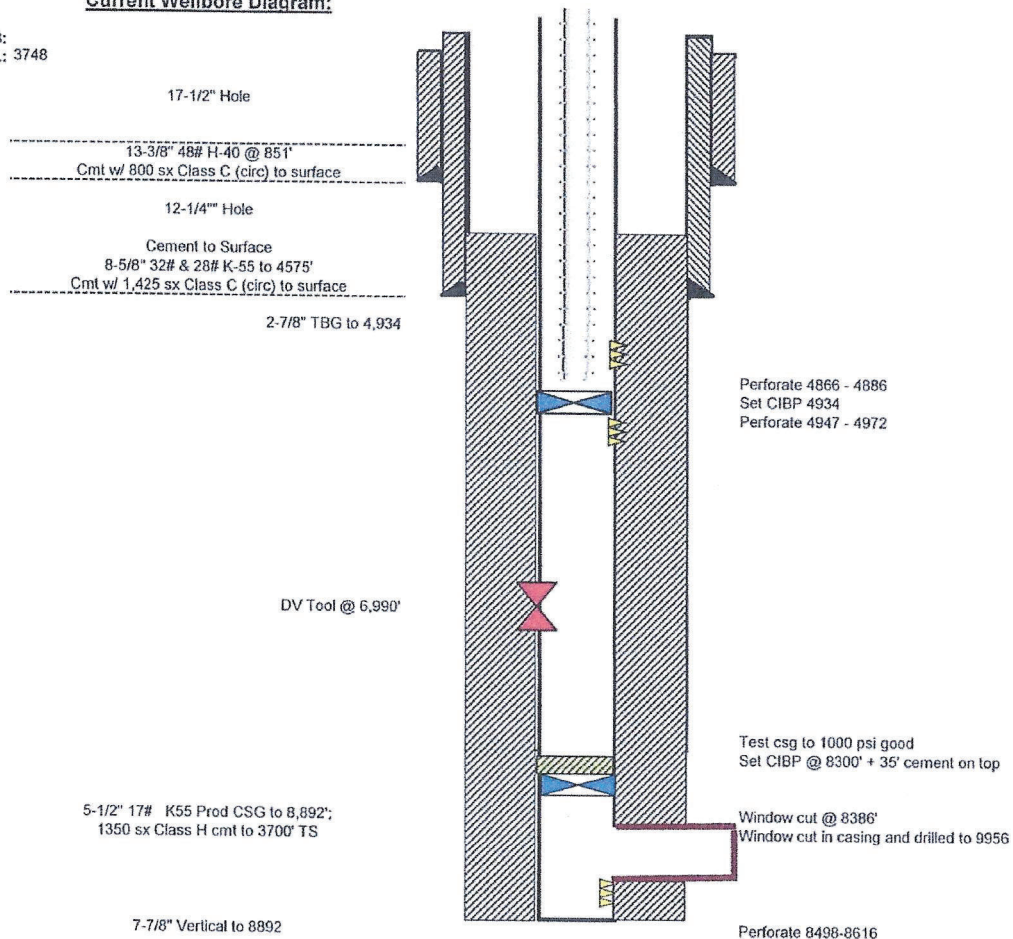 Current Wellbore Diagram:
3748
17-1/2" Hole
13-3/8" 48# H-40 @ 851'
Cmt w/ 800 sx Class C (circ) to surface
12-1/4"" Hole
Cement to Surface
8-5/8" 32# & 28# K-55 to 4575'
Cmt w/ 1,425 sx Class C (circ) to surface
2-7/8" TBG to 4,934
Perforate 4866 - 4886
Set CIBP 4934
Perforate 4947 - 4972
DV Tool @ 6,990'
Test csg to 1000 psi good
Set CIBP @ 8300' + 35' cement on top
5-1/2" 17# K55 Prod CSG to 8,892';
1350 sx Class H cmt to 3700' TS
Window cut @ 8386'
Window cut in casing and drilled to 9956
7-7/8" Vertical to 8892
Perforate 8498-8616